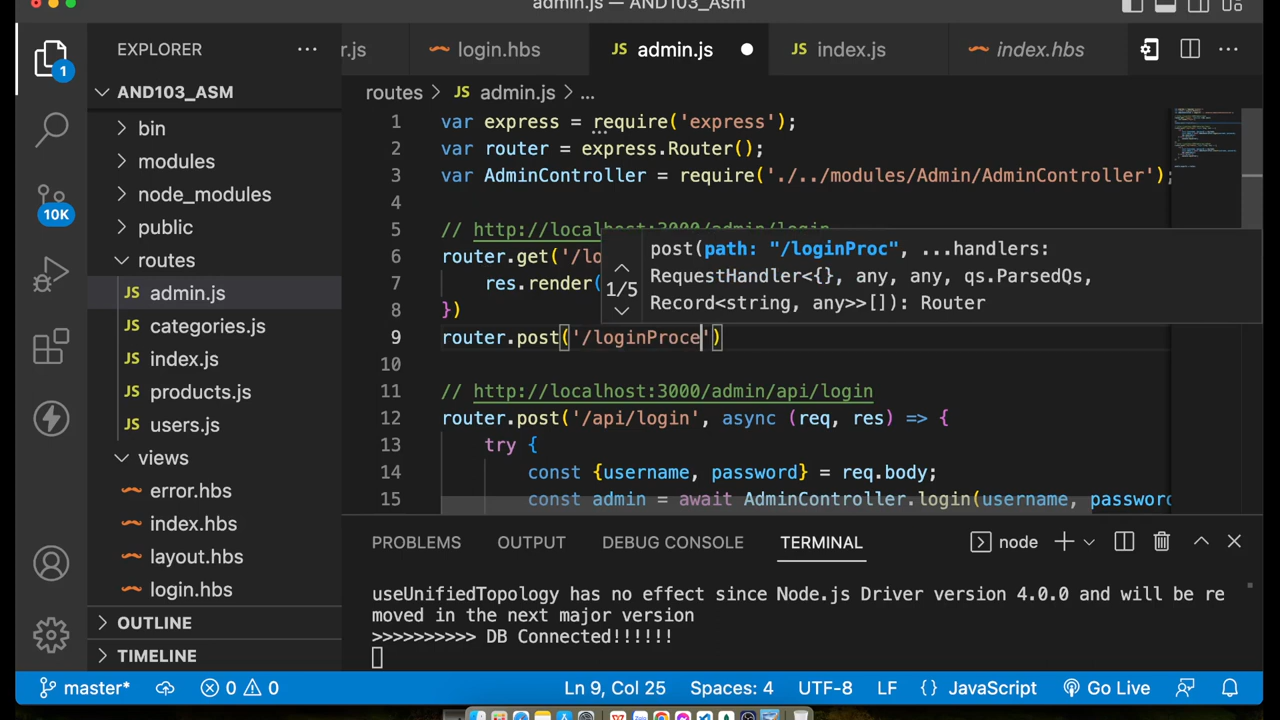 admin.js — AND103_Asm
EXPLORER
r.js
login.hbs
JS admin.js
JS index.js
index.hbs
1
10K
AND103_ASM
bin
modules
node_modules
public
routes
JS admin.js
JS categories.js
JS index.js
JS products.js
JS users.js
views
error.hbs
index.hbs
layout.hbs
login.hbs
OUTLINE
TIMELINE
routes > JS admin.js > ...
1 var express = require('express');
2 var router = express.Router();
3 var AdminController = require('./../modules/Admin/AdminController');
4
5 // http://localhost:3000/admin/login
6 router.get('/lo
7 res.render(
8 })
9 router.post('/loginProce')
10
11 // http://localhost:3000/admin/api/login
12 router.post('/api/login', async (req, res) => {
13 try {
14 const {username, password} = req.body;
15 const admin = await AdminController.login(username, password
1/5
post(path: "/loginProc", ...handlers:
RequestHandler<{}, any, any, qs.ParsedQs,
Record<string, any>>[]): Router
PROBLEMS
OUTPUT
DEBUG CONSOLE
TERMINAL
node
useUnifiedTopology has no effect since Node.js Driver version 4.0.0 and will be re
moved in the next major version
>>>>>>>>>> DB Connected!!!!!!
master*
0
0
Ln 9, Col 25
Spaces: 4
UTF-8
LF
{} JavaScript
Go Live